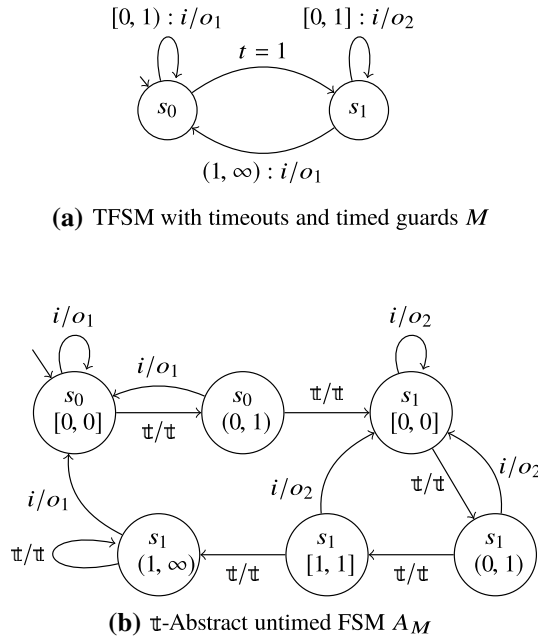 [0, 1) : i/o₁
[0, 1] : i/o₂
t = 1
s₀
s₁
(1, ∞) : i/o₁
(a) TFSM with timeouts and timed guards M
i/o₁
i/o₂
i/o₁
s₀
[0, 0]
𝕥/𝕥
s₀
(0, 1)
𝕥/𝕥
s₁
[0, 0]
i/o₁
i/o₂
𝕥/𝕥
i/o₂
𝕥/𝕥
s₁
(1, ∞)
𝕥/𝕥
s₁
[1, 1]
𝕥/𝕥
s₁
(0, 1)
(b) 𝕥-Abstract untimed FSM A_M